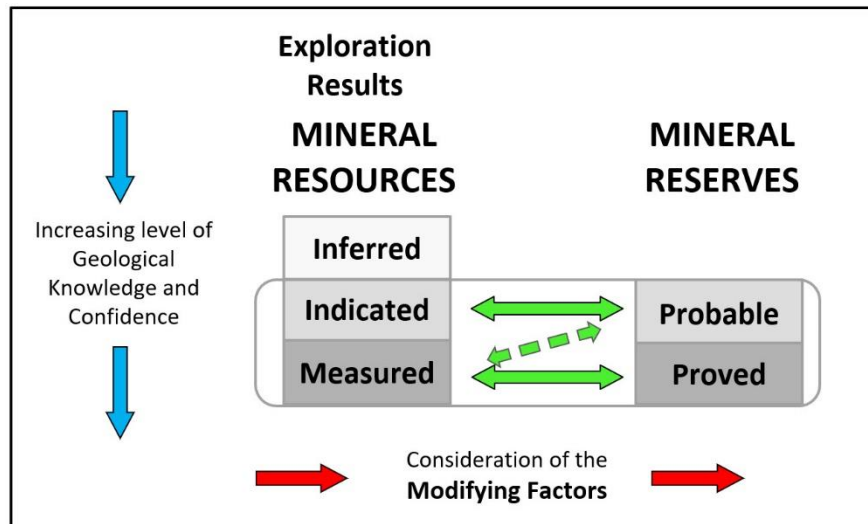 Exploration
Results
MINERAL
RESOURCES
MINERAL
RESERVES
Increasing level of
Geological
Knowledge and
Confidence
Inferred
Indicated
Measured
Probable
Proved
Consideration of the
Modifying Factors